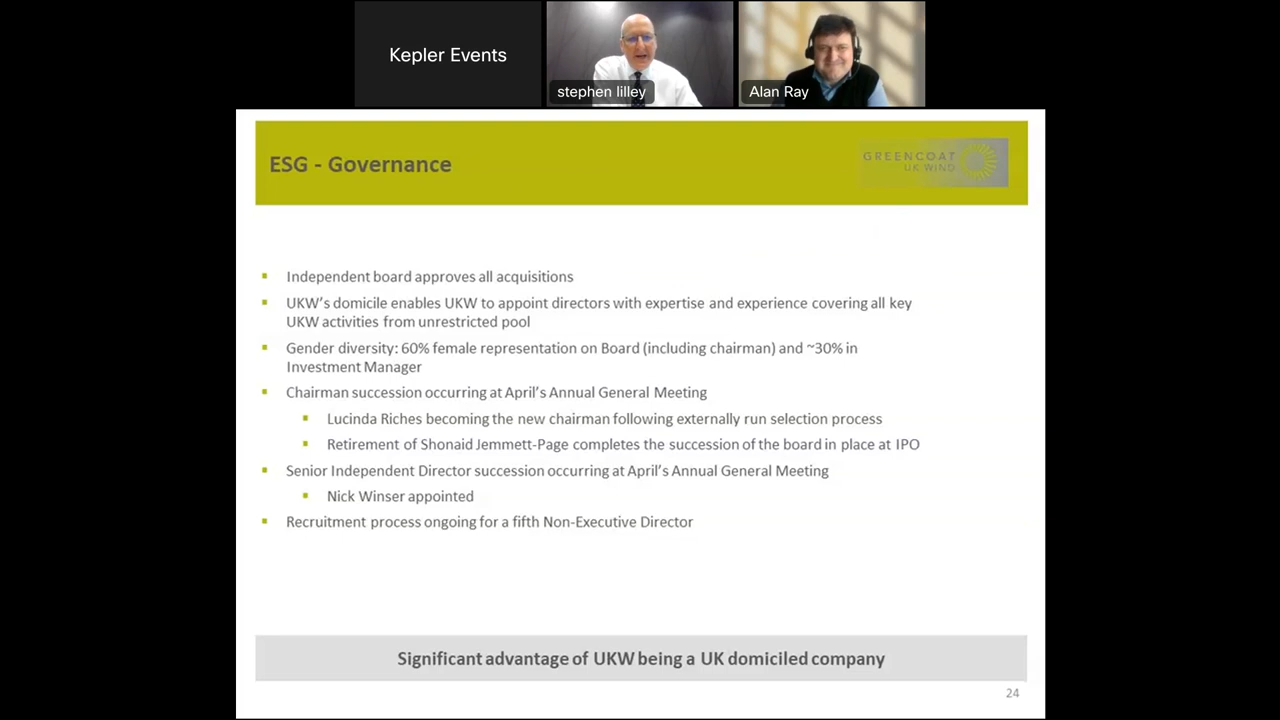 Kepler Events
stephen lilley
Alan Ray
ESG - Governance
GREENCOAT
UK WIND
▪ Independent board approves all acquisitions
▪ UKW's domicile enables UKW to appoint directors with expertise and experience covering all key
UKW activities from unrestricted pool
▪ Gender diversity: 60% female representation on Board (including chairman) and ~30% in
Investment Manager
▪ Chairman succession occurring at April's Annual General Meeting
▪ Lucinda Riches becoming the new chairman following externally run selection process
▪ Retirement of Shonaid Jemmett-Page completes the succession of the board in place at IPO
▪ Senior Independent Director succession occurring at April's Annual General Meeting
▪ Nick Winser appointed
▪ Recruitment process ongoing for a fifth Non-Executive Director
Significant advantage of UKW being a UK domiciled company
24